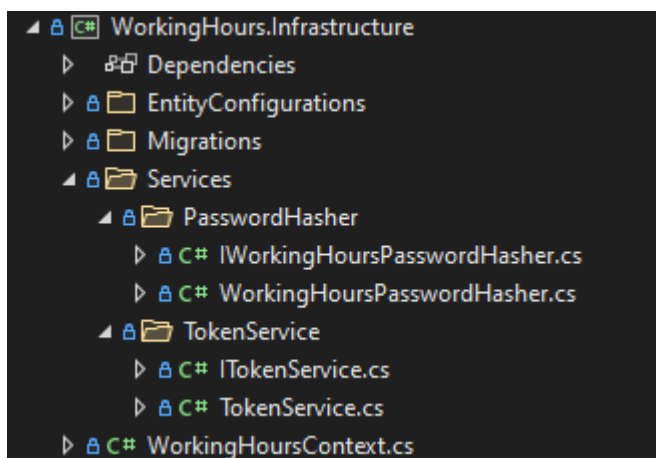 C# WorkingHours.Infrastructure
Dependencies
EntityConfigurations
Migrations
Services
PasswordHasher
C# IWorkingHoursPasswordHasher.cs
C# WorkingHoursPasswordHasher.cs
TokenService
C# ITokenService.cs
C# TokenService.cs
C# WorkingHoursContext.cs